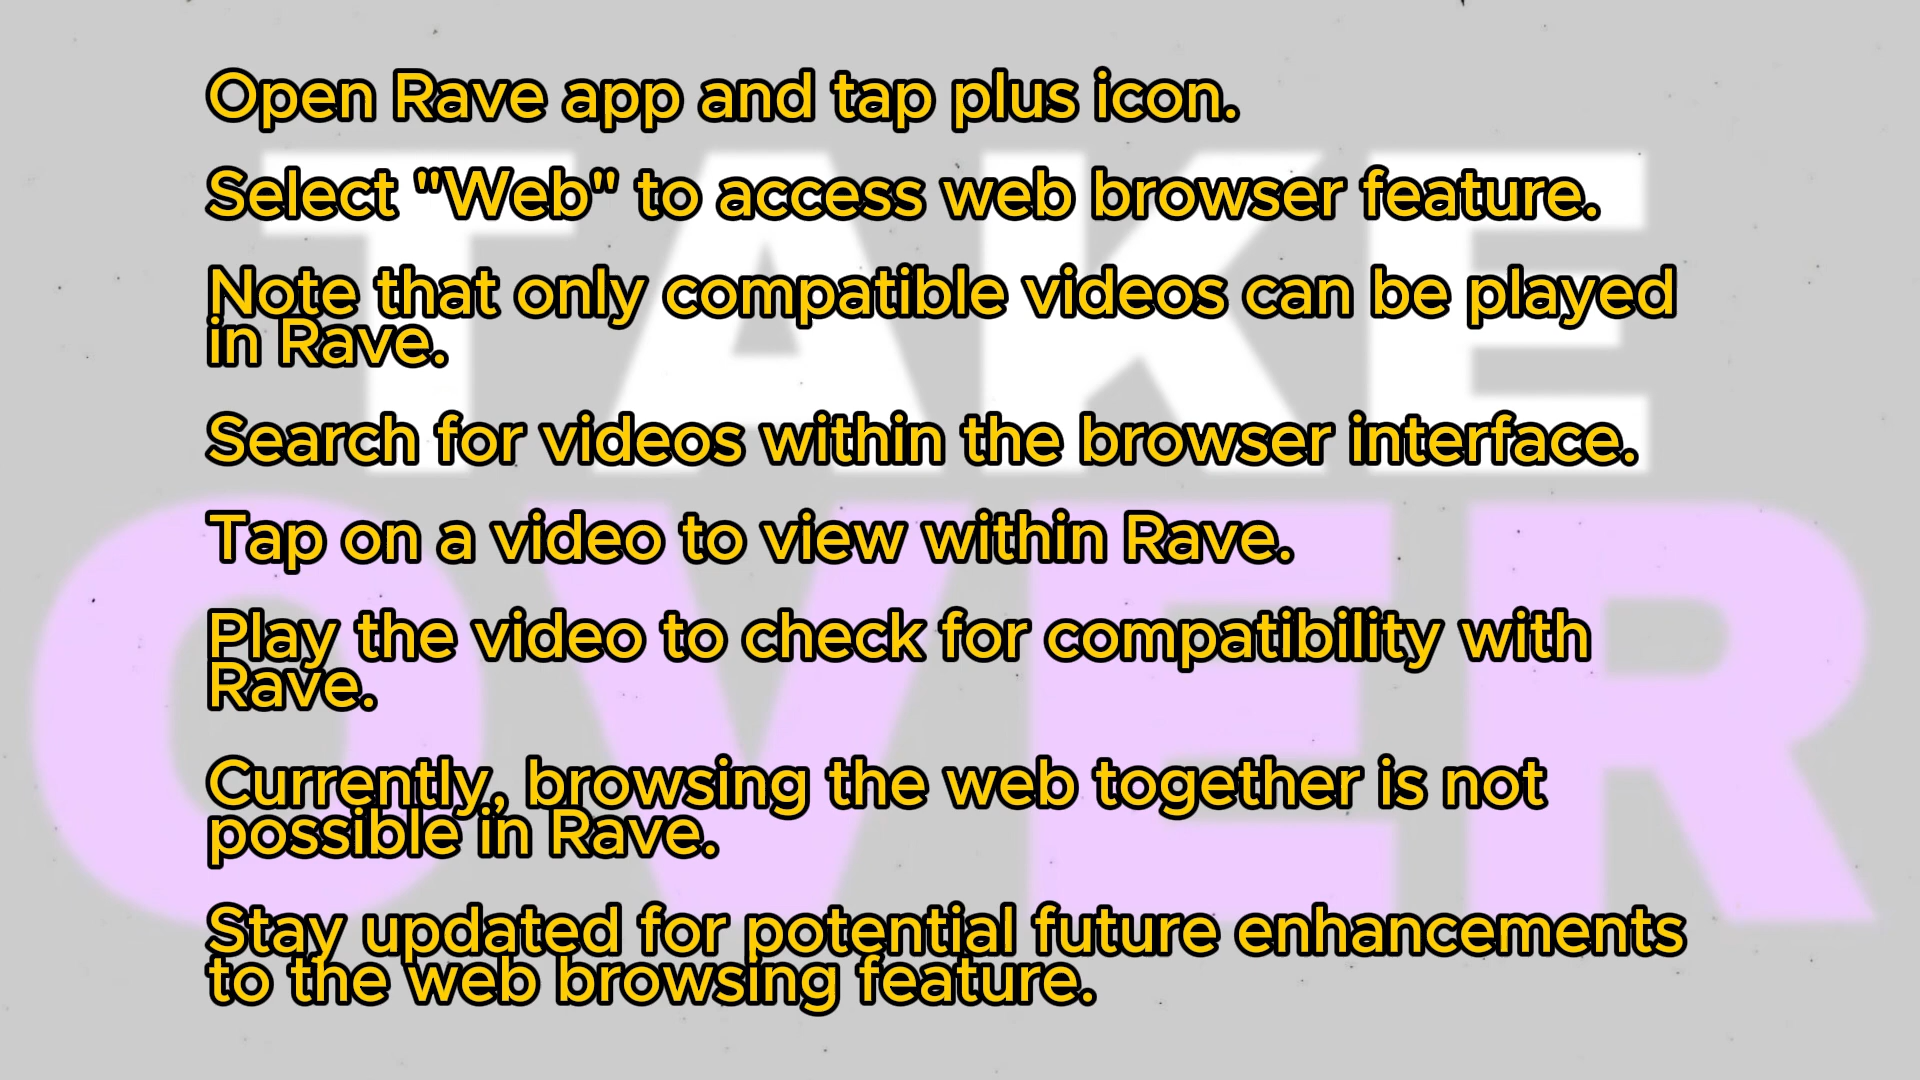 Open Rave app and tap plus icon.
Select "Web" to access web browser feature.
Note that only compatible videos can be played
in Rave.
Search for videos within the browser interface.
Tap on a video to view within Rave.
Play the video to check for compatibility with
Rave.
Currently, browsing the web together is not
possible in Rave.
Stay updated for potential future enhancements
to the web browsing feature.
TAKE
OVER